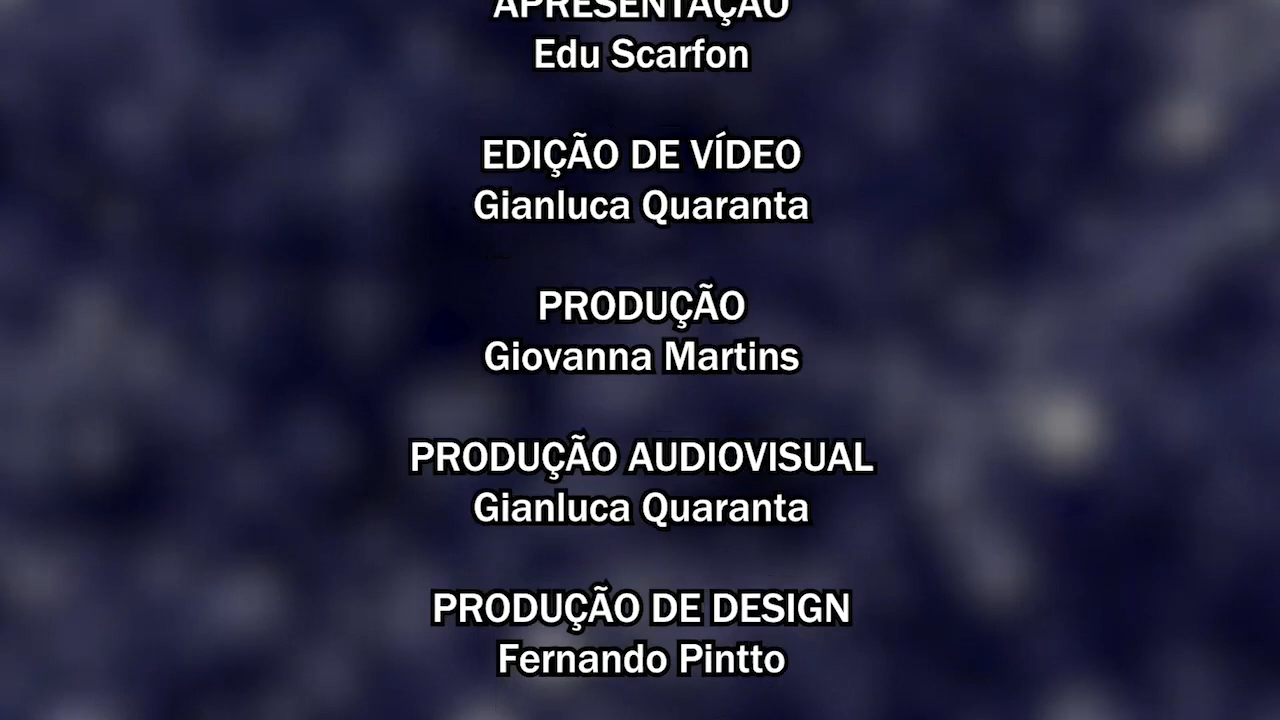 APRESENTAÇÃO
Edu Scarfon
EDIÇÃO DE VÍDEO
Gianluca Quaranta
PRODUÇÃO
Giovanna Martins
PRODUÇÃO AUDIOVISUAL
Gianluca Quaranta
PRODUÇÃO DE DESIGN
Fernando Pintto